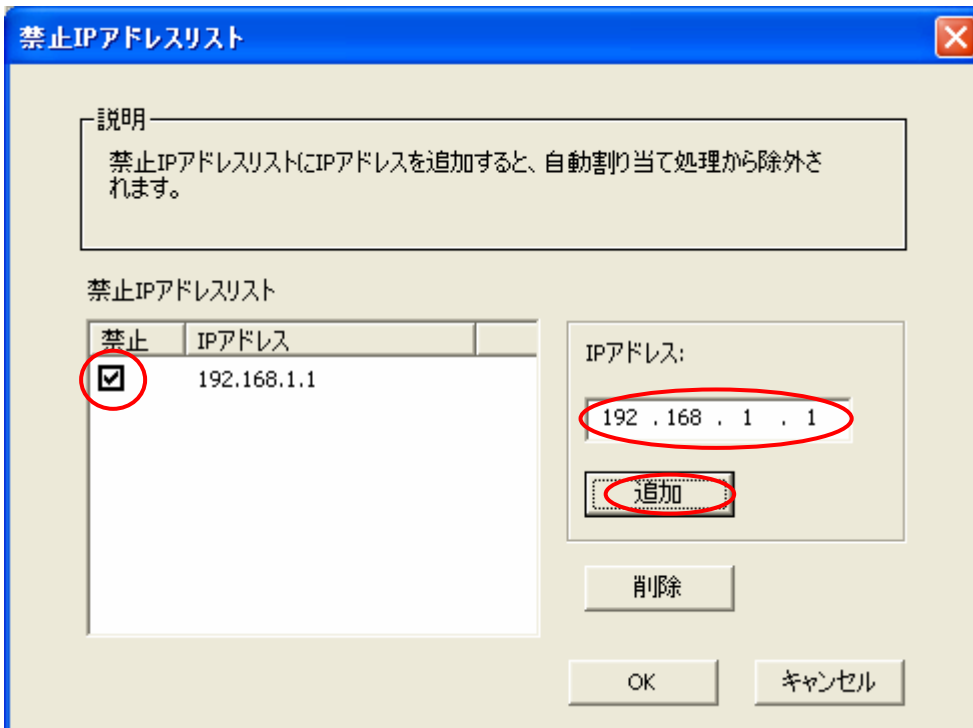 禁止IPアドレスリスト
説明
禁止IPアドレスリストにIPアドレスを追加すると、自動割り当て処理から除外さ
れます。
禁止IPアドレスリスト
禁止 IPアドレス
192.168.1.1
IPアドレス:
192 . 168 . 1 . 1
追加
削除
OK キャンセル